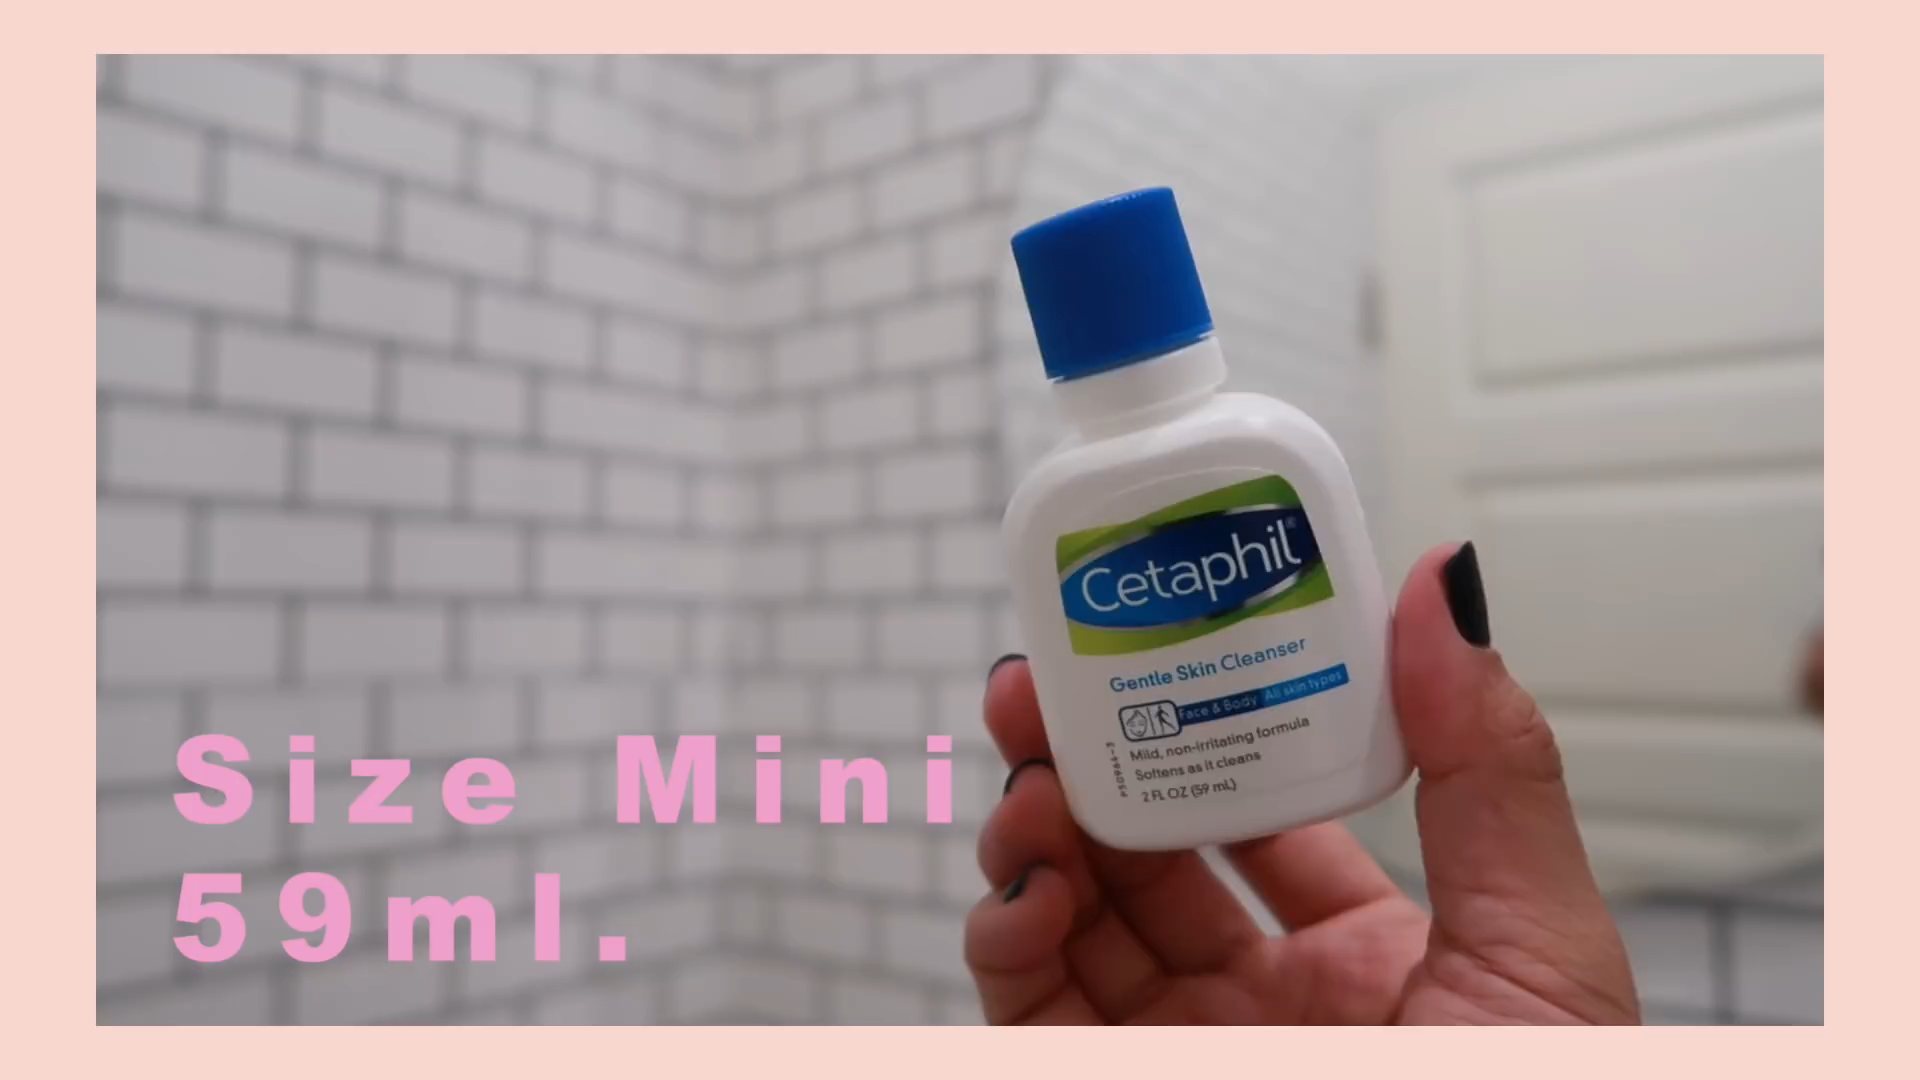 Cetaphil®
Gentle Skin Cleanser
Face & Body All skin types
Mild, non-irritating formula
Softens as it cleans
2 FL OZ (59 mL)
Size Mini
59ml.